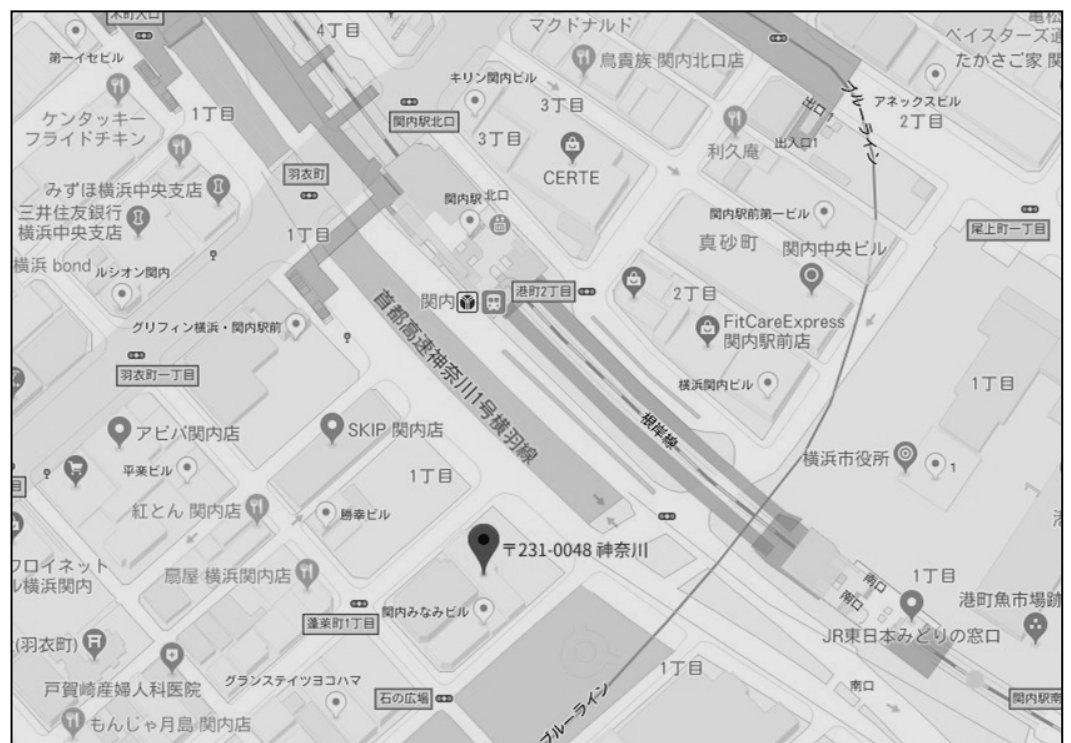 4丁目
マクドナルド
ベイスターズ通
第一イセビル
鳥貴族 関内北口店
たかさご家 関
キリン関内ビル
ブルーライン
アネックスビル
ケンタッキー
フライドチキン
1丁目
関内駅北口
3丁目
3丁目
出口1
2丁目
出入口1
利久庵
羽衣町
CERTE
みずほ横浜中央支店
三井住友銀行
横浜中央支店
関内駅 北口
関内駅前第一ビル
尾上町一丁目
1丁目
真砂町
関内中央ビル
横浜 bond
ルシオン関内
関内
港町2丁目
2丁目
首都高速神奈川1号横羽線
グリフィン横浜・関内駅前
FitCareExpress
関内駅前店
羽衣町一丁目
横浜関内ビル
1丁目
アピバ関内店
SKIP 関内店
根岸線
平楽ビル
1丁目
横浜市役所
1
紅とん 関内店
勝幸ビル
〒231-0048 神奈川
フロイネット
ル横浜関内
扇屋 横浜関内店
南口
1丁目
南口
関内みなみビル
港町魚市場跡
蓬莱町1丁目
JR東日本みどりの窓口
(羽衣町)
戸賀崎産婦人科医院
1丁目
グランステイツヨコハマ
石の広場
南口
関内駅南
もんじゃ月島 関内店
ブルーライン